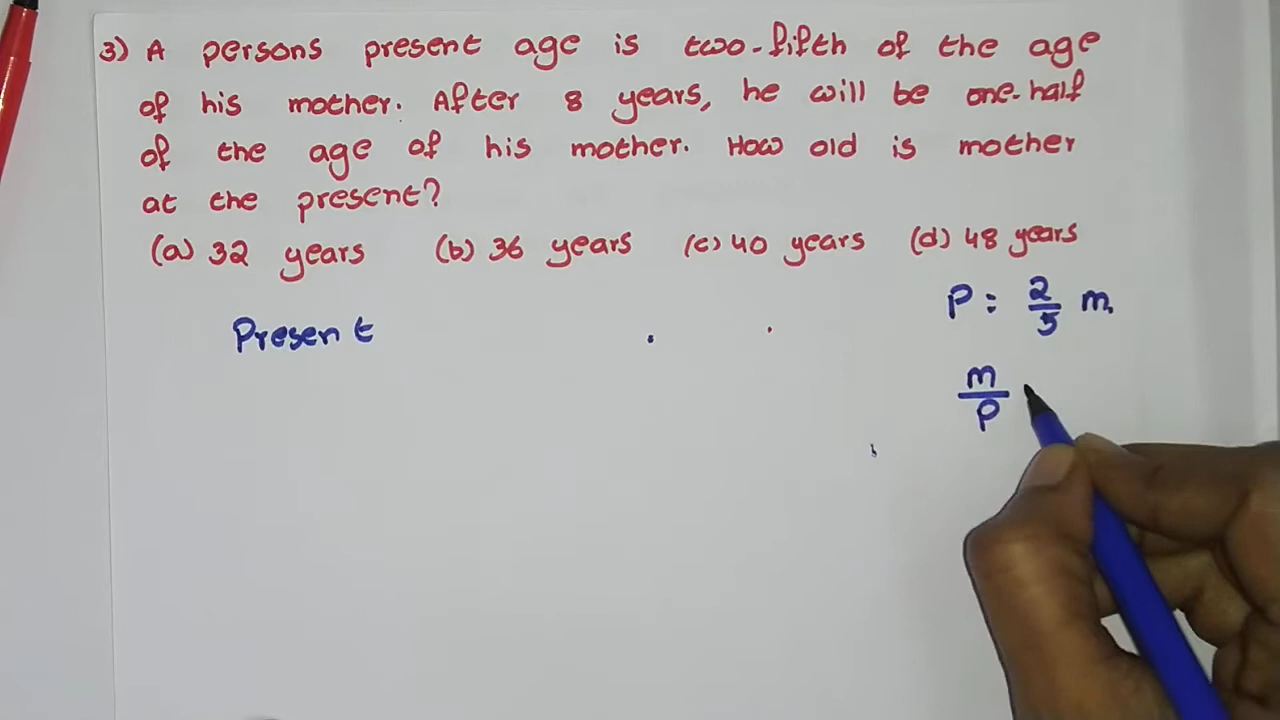 3) A persons present age is two-fifth of the age
of his mother. After 8 years, he will be one-half
of the age of his mother. How old is mother
at the present?
(a) 32 years (b) 36 years (c) 40 years (d) 48 years
P = 2/5 m
Present
m/P